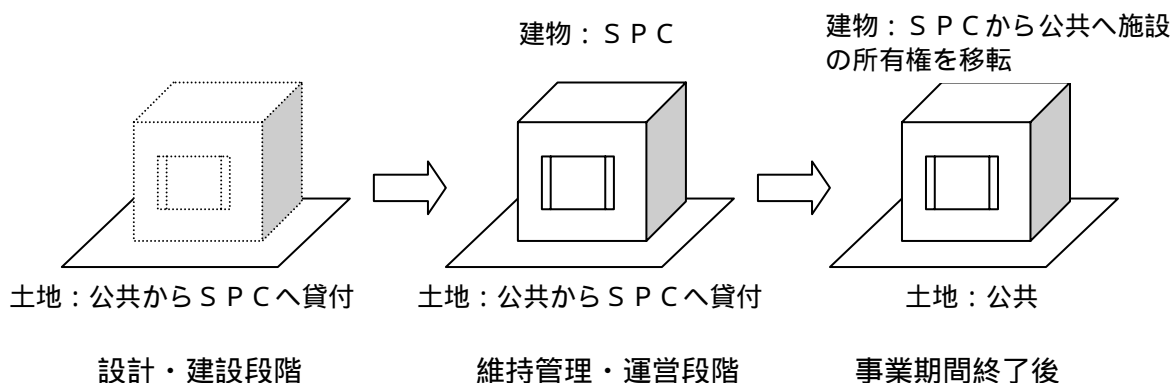 建物：ＳＰＣ
建物：ＳＰＣから公共へ施設
の所有権を移転
土地：公共からＳＰＣへ貸付
土地：公共からＳＰＣへ貸付
土地：公共
設計・建設段階
維持管理・運営段階
事業期間終了後